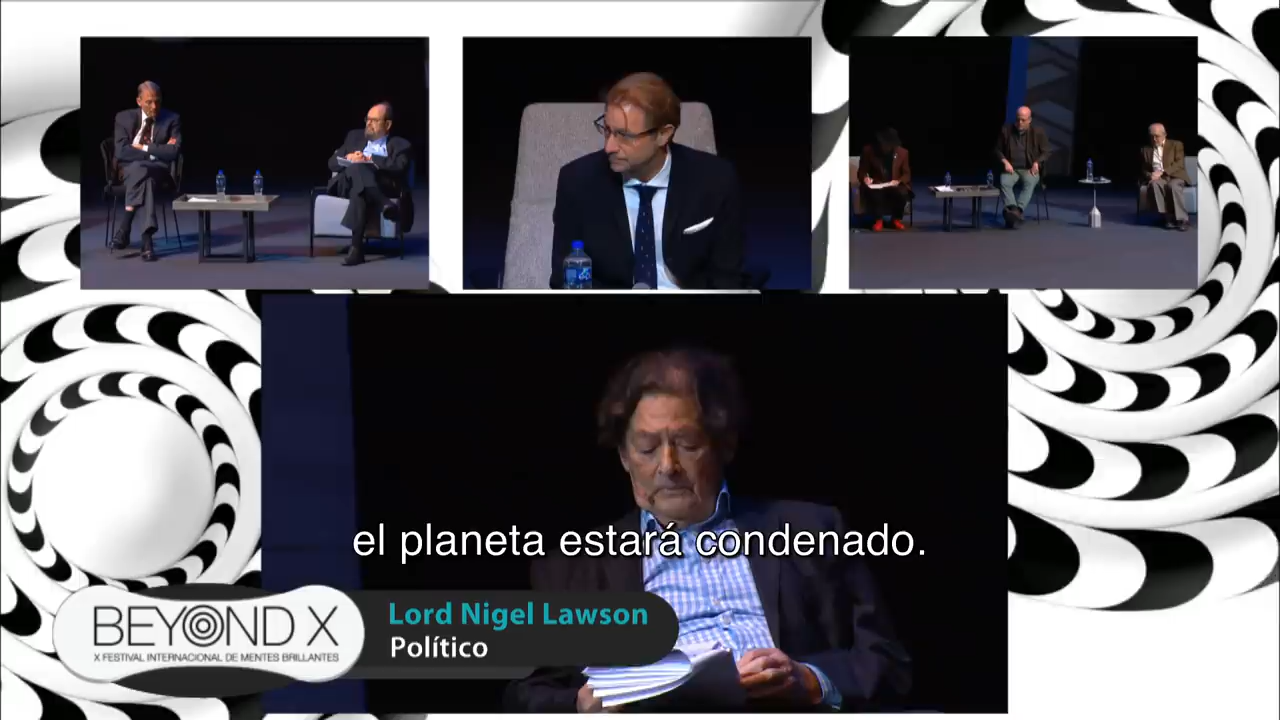 el planeta estará condenado.
BEYOND X
X FESTIVAL INTERNACIONAL DE MENTES BRILLANTES
Lord Nigel Lawson
Político